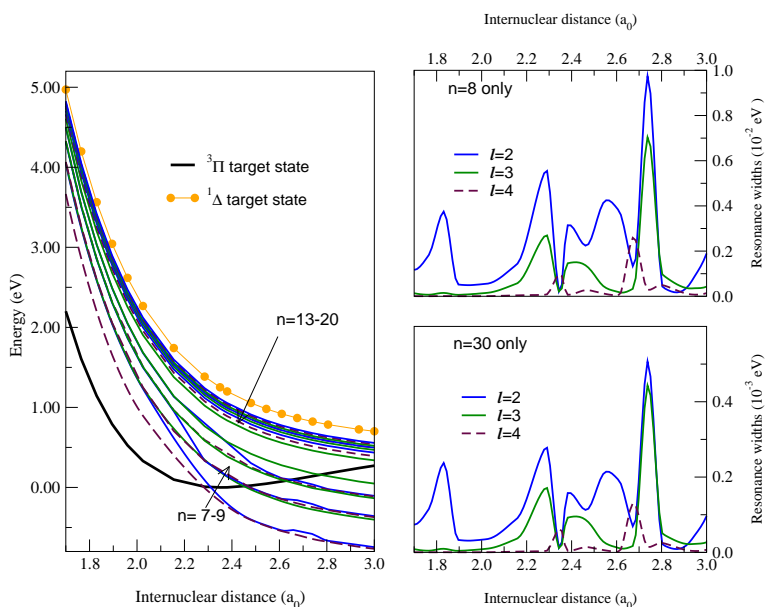 Energy (eV)
5.00
4.00
3.00
2.00
1.00
0.00
³Π target state
¹Δ target state
n=13-20
n= 7-9
1.8 2.0 2.2 2.4 2.6 2.8 3.0
Internuclear distance (a₀)
Internuclear distance (a₀)
1.8 2.0 2.2 2.4 2.6 2.8 3.0
n=8 only
l=2
l=3
l=4
1.0
0.8
0.6
0.4
0.2
0.0
Resonance widths (10⁻² eV)
n=30 only
l=2
l=3
l=4
0.4
0.2
0.0
Resonance widths (10⁻³ eV)
1.8 2.0 2.2 2.4 2.6 2.8 3.0
Internuclear distance (a₀)